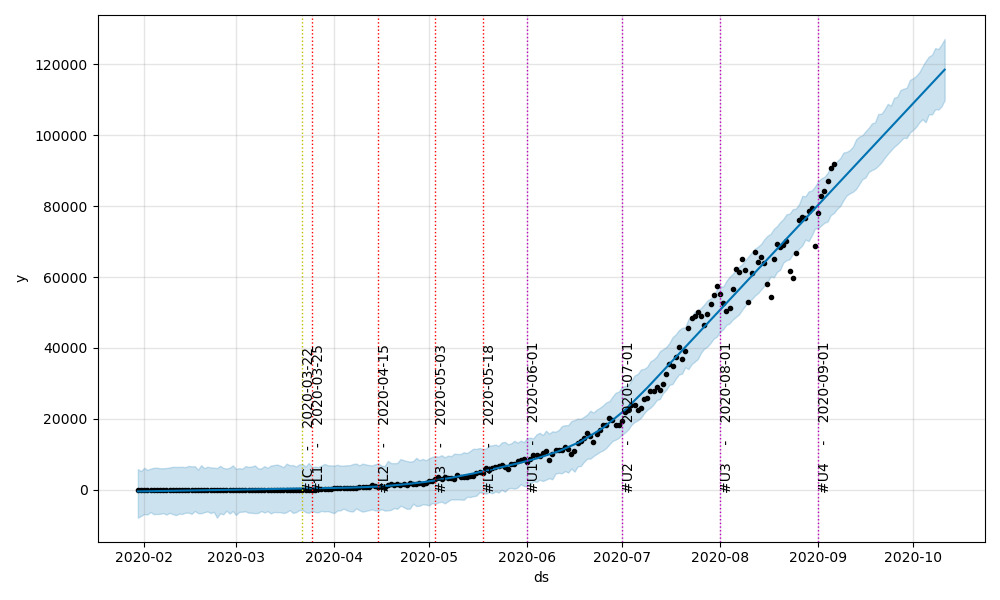 120000
100000
80000
60000
40000
20000
0
y
#JC - 2020-03-22
#L1 - 2020-03-25
#L2 - 2020-04-15
#L3 - 2020-05-03
2020-05-18
#U1 - 2020-06-01
#U2 - 2020-07-01
#U3 - 2020-08-01
#U4 - 2020-09-01
2020-02
2020-03
2020-04
2020-05
2020-06
2020-07
2020-08
2020-09
2020-10
ds